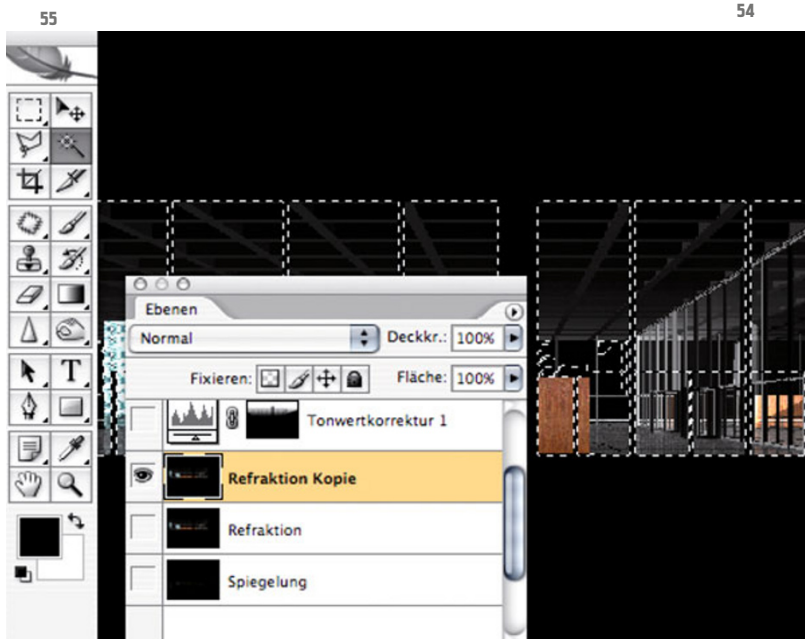 55
54
Ebenen
Normal
Deckkr.: 100%
Fixieren:
Fläche: 100%
Tonwertkorrektur 1
Refraktion Kopie
Refraktion
Spiegelung
T